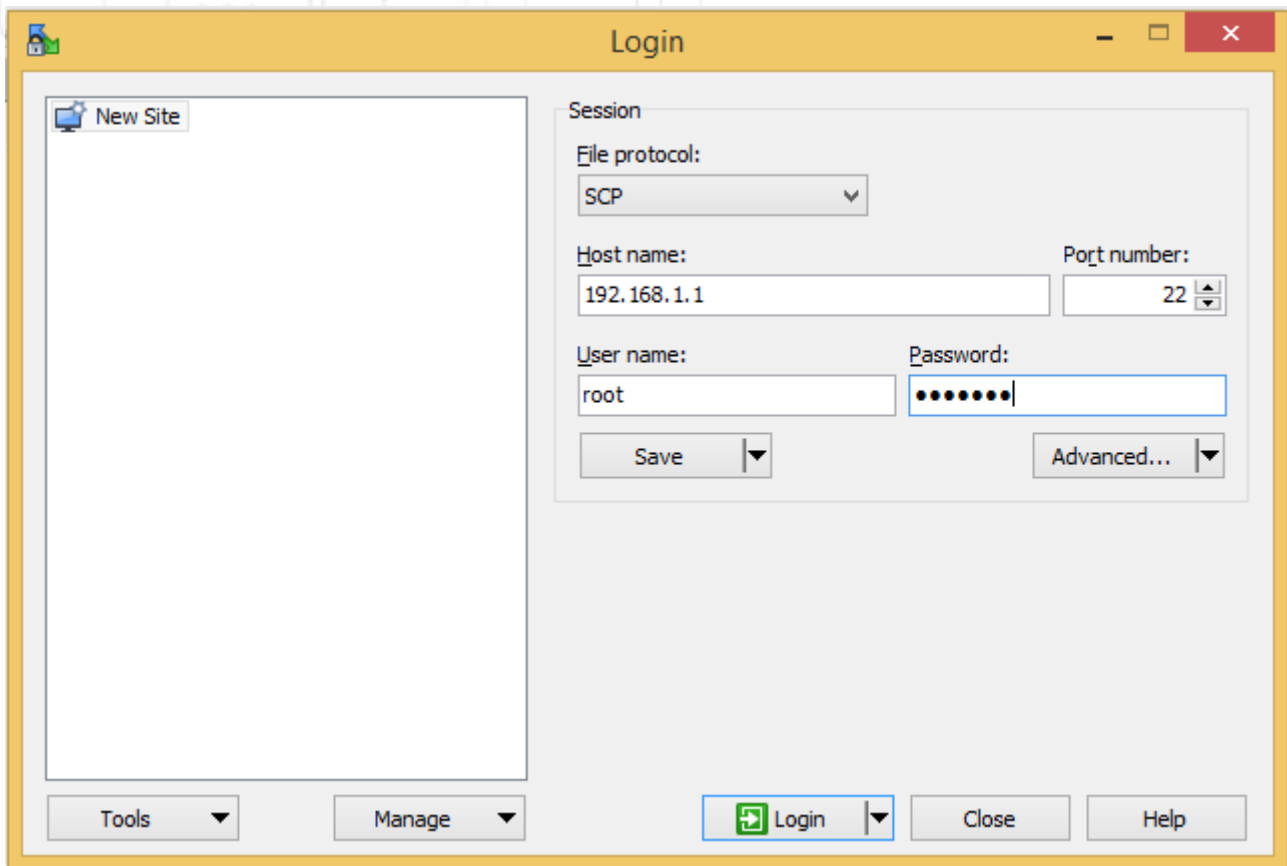 Login
New Site
Session
File protocol:
SCP
Host name:
Port number:
192.168.1.1
22
User name:
Password:
root
•••••••
Save
Advanced...
Tools
Manage
Login
Close
Help